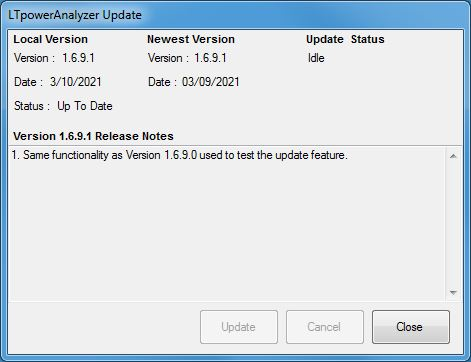 LTpowerAnalyzer Update
Local Version Newest Version Update Status
Version : 1.6.9.1 Version : 1.6.9.1 Idle
Date : 3/10/2021 Date : 03/09/2021
Status : Up To Date
Version 1.6.9.1 Release Notes
1. Same functionality as Version 1.6.9.0 used to test the update feature.
Update Cancel Close